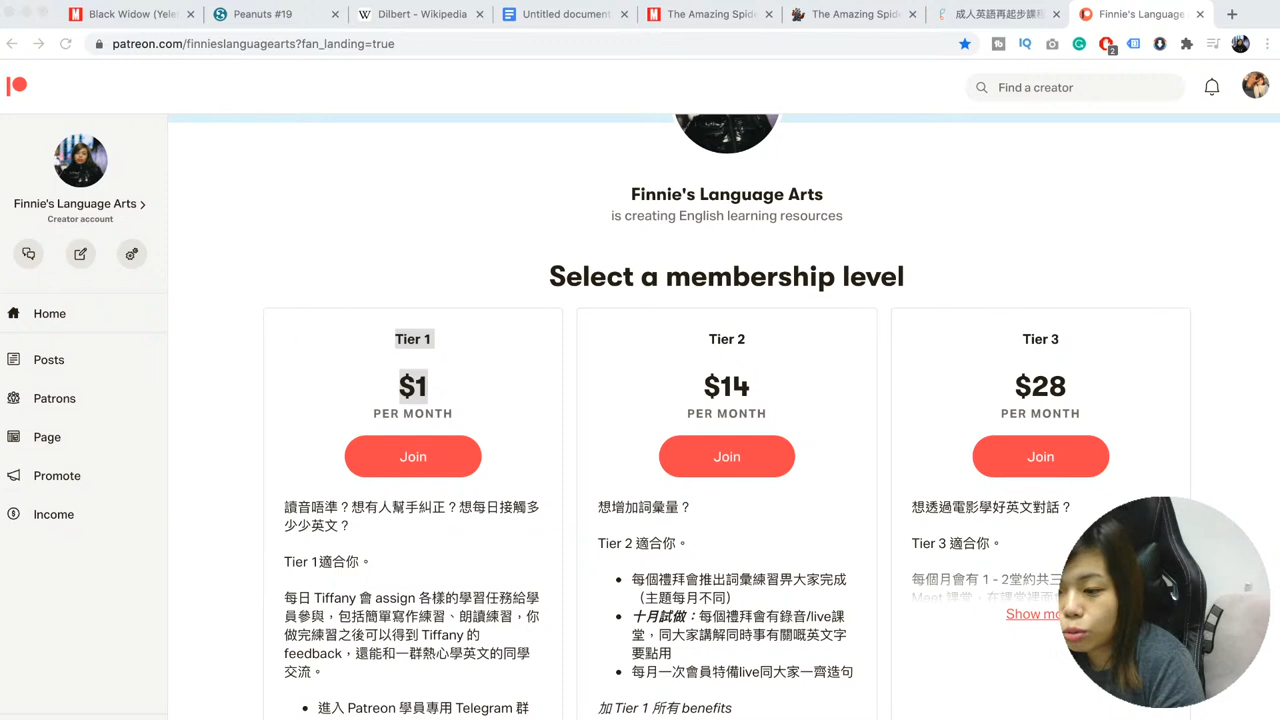 Black Widow (Yelen
Peanuts #19
Dilbert - Wikipedia
Untitled document
The Amazing Spide
The Amazing Spide
成人英語再起步課程
Finnie's Language
patreon.com/finnieslanguagearts?fan_landing=true
2
Find a creator
Finnie's Language Arts
Creator account
Home
Posts
Patrons
Page
Promote
Income
Finnie's Language Arts
is creating English learning resources
Select a membership level
Tier 1
$1
PER MONTH
Join
讀音唔準？想有人幫手糾正？想每日接觸多
少少英文？
Tier 1適合你。
每日 Tiffany 會 assign 各樣的學習任務給學
員參與，包括簡單寫作練習、朗讀練習，你
做完練習之後可以得到 Tiffany 的
feedback，還能和一群熱心學英文的同學
交流。
進入 Patreon 學員專用 Telegram 群
Tier 2
$14
PER MONTH
Join
想增加詞彙量？
Tier 2 適合你。
每個禮拜會推出詞彙練習畀大家完成
（主題每月不同）
十月試做：每個禮拜會有錄音/live課
堂，同大家講解同時事有關嘅英文字
要點用
每月一次會員特備live同大家一齊造句
加 Tier 1 所有 benefits
Tier 3
$28
PER MONTH
Join
想透過電影學好英文對話？
Tier 3 適合你。
每個月會有 1 - 2堂約共三
Meet 課堂，在課堂裡面
Show mo